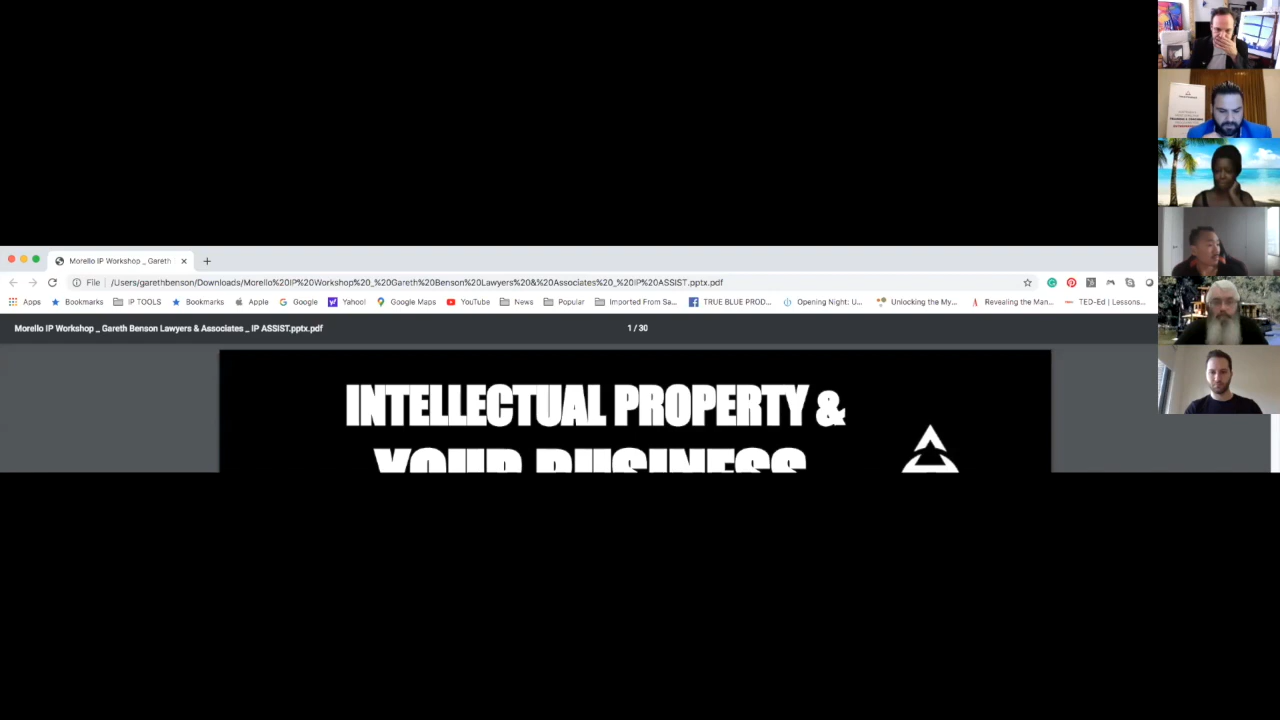 Morello IP Workshop _ Gareth
File
/Users/garethbenson/Downloads/Morello%20IP%20Workshop%20_%20Gareth%20Benson%20Lawyers%20&%20Associates%20_%20IP%20ASSIST.pptx.pdf
Apps Bookmarks IP TOOLS Bookmarks Apple Google Yahoo! Google Maps YouTube News Popular Imported From Sa... TRUE BLUE PROD... Opening Night: U... Unlocking the My... Revealing the Man... TED-Ed | Lessons...
Morello IP Workshop _ Gareth Benson Lawyers & Associates _ IP ASSIST.pptx.pdf
1 / 30
INTELLECTUAL PROPERTY &
YOUR BUSINESS